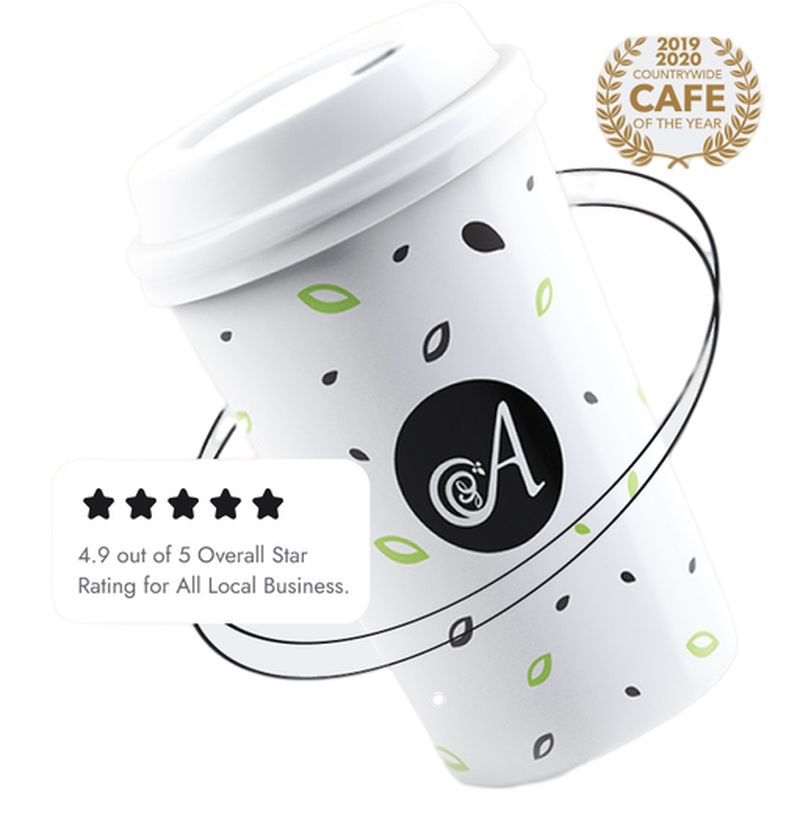 2019
2020
COUNTRYWIDE
CAFE
OF THE YEAR
A
4.9 out of 5 Overall Star
Rating for All Local Business.